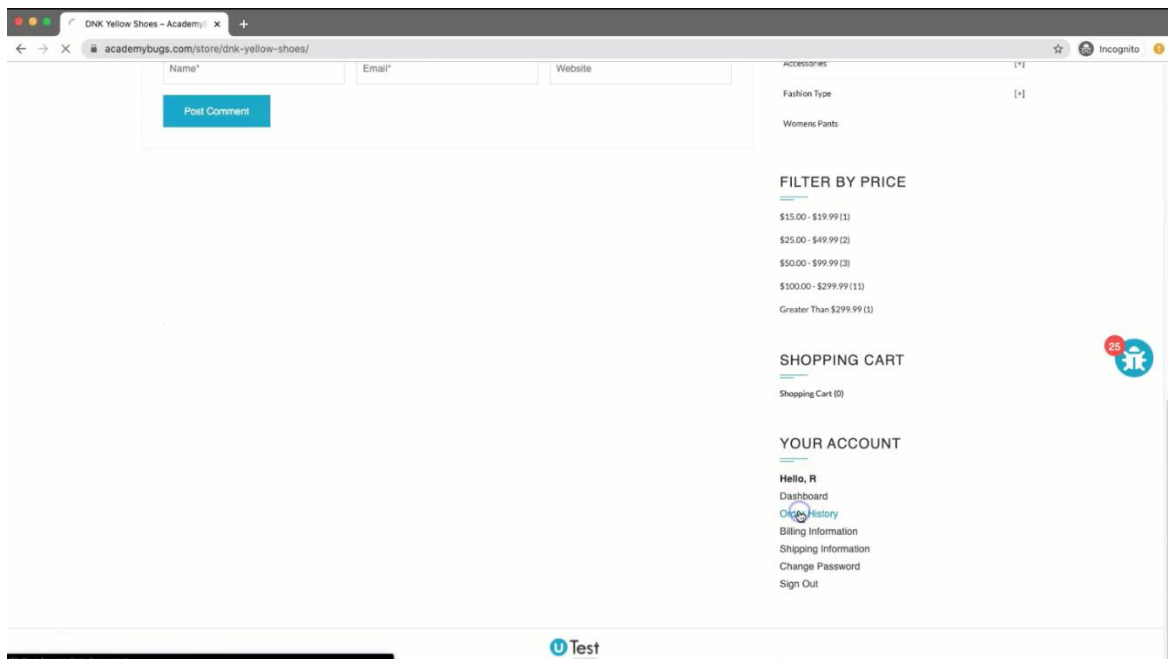 DNK Yellow Shoes – Academy
academybugs.com/store/dnk-yellow-shoes/
Incognito
Name*
Email*
Website
Post Comment
Accessories [+]
Fashion Type [+]
Womens Pants
FILTER BY PRICE
$15.00 - $19.99 (1)
$25.00 - $49.99 (2)
$50.00 - $99.99 (3)
$100.00 - $299.99 (11)
Greater Than $299.99 (1)
25
SHOPPING CART
Shopping Cart (0)
YOUR ACCOUNT
Hello, R
Dashboard
Order History
Billing Information
Shipping Information
Change Password
Sign Out
u Test